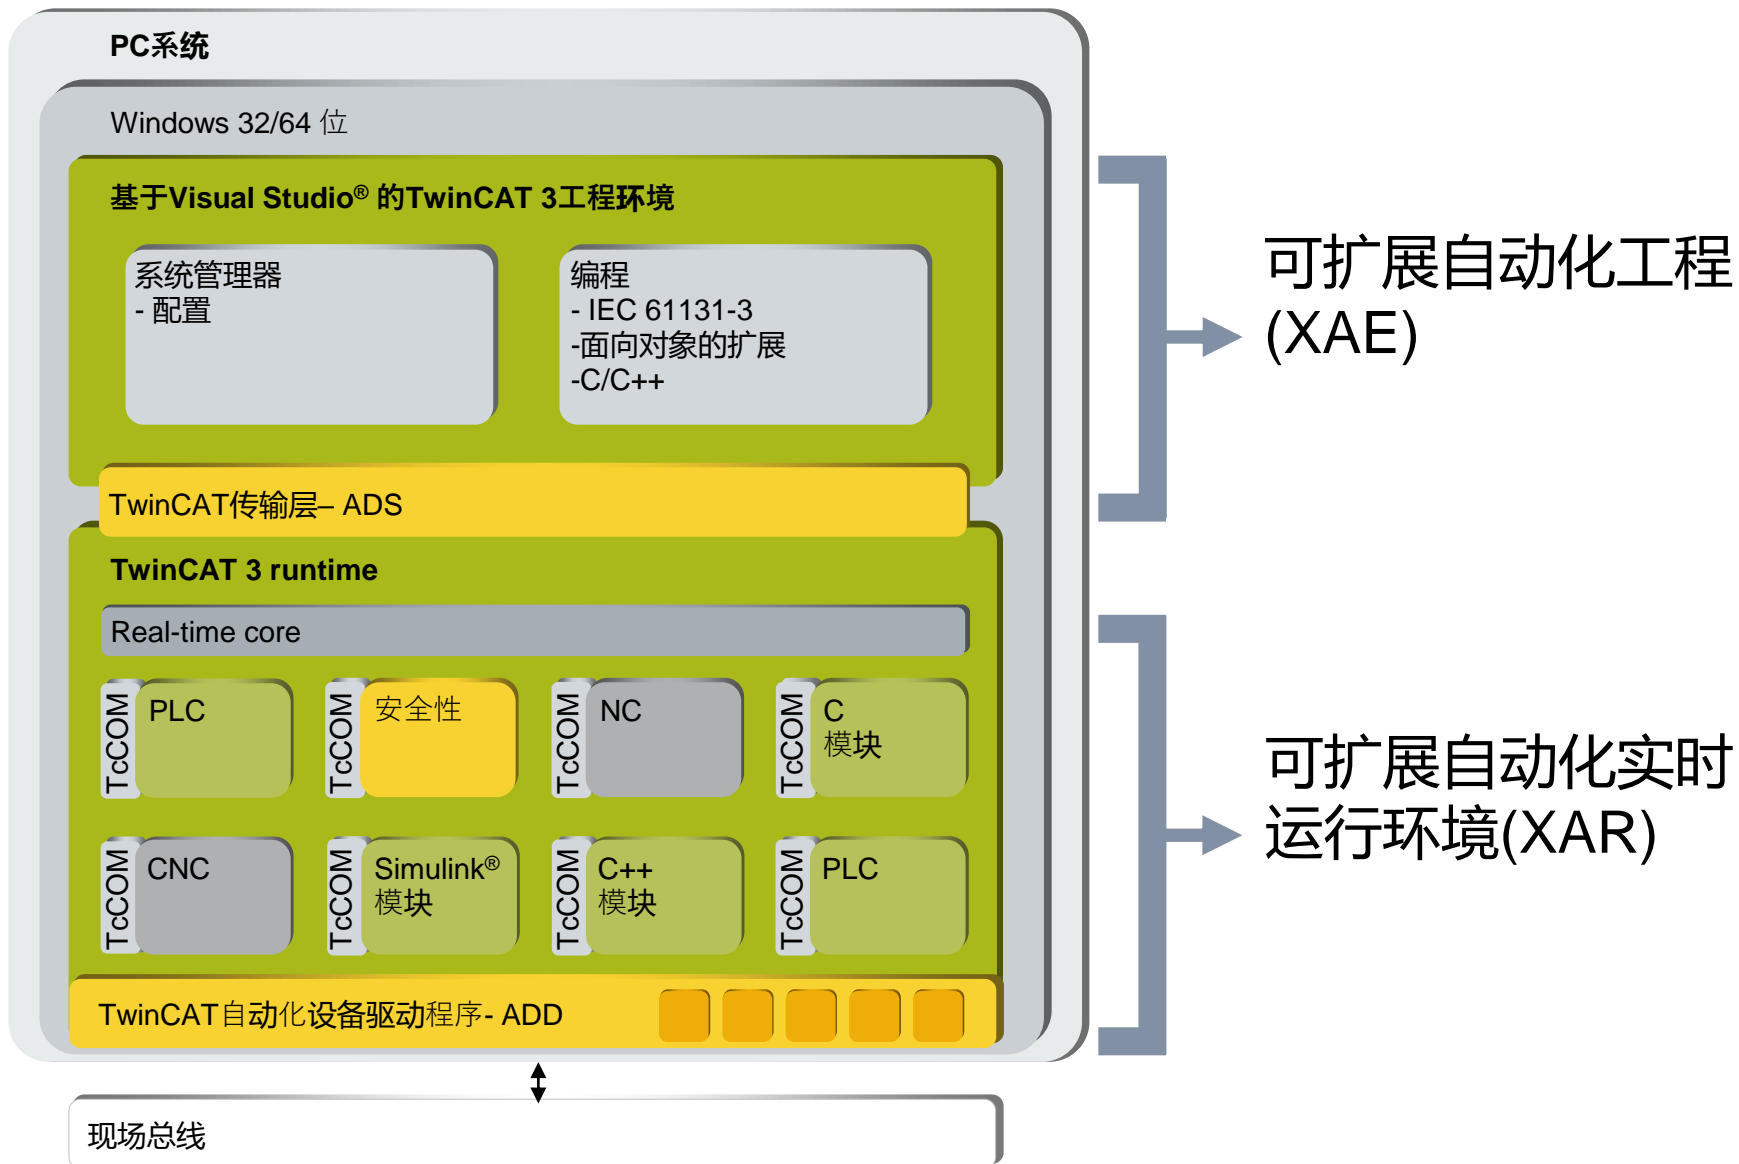 PC系统
Windows 32/64 位
基于Visual Studio® 的TwinCAT 3工程环境
系统管理器
- 配置
编程
- IEC 61131-3
-面向对象的扩展
-C/C++
TwinCAT传输层– ADS
TwinCAT 3 runtime
Real-time core
TcCOM
PLC
TcCOM
安全性
TcCOM
NC
TcCOM
C
模块
TcCOM
CNC
TcCOM
Simulink®
模块
TcCOM
C++
模块
TcCOM
PLC
TwinCAT自动化设备驱动程序- ADD
现场总线
可扩展自动化工程
(XAE)
可扩展自动化实时
运行环境(XAR)